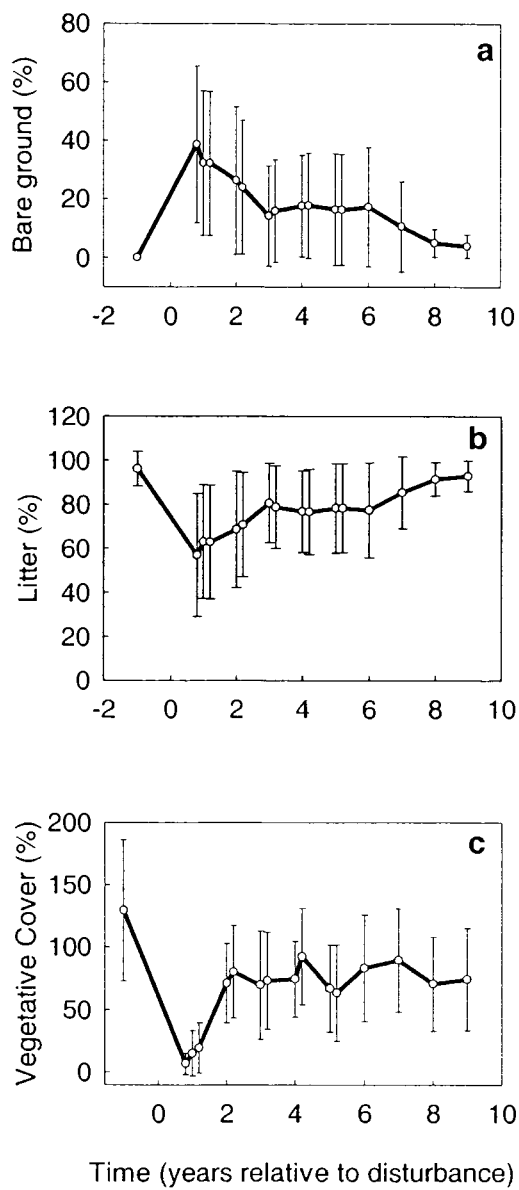 a
Bare ground (%)
80
60
40
20
0
-2 0 2 4 6 8 10
b
Litter (%)
120
100
80
60
40
20
0
-2 0 2 4 6 8 10
c
Vegetative Cover (%)
200
150
100
50
0
0 2 4 6 8 10
Time (years relative to disturbance)